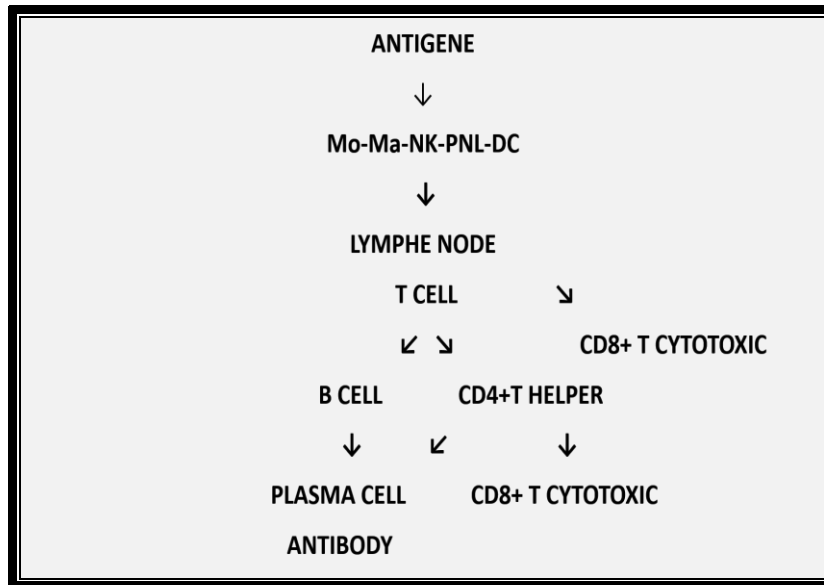 ANTIGENE
↓
Mo-Ma-NK-PNL-DC
↓
LYMPHE NODE
T CELL ↘
↙ ↘ CD8+ T CYTOTOXIC
B CELL CD4+T HELPER
↓ ↙ ↓
PLASMA CELL CD8+ T CYTOTOXIC
ANTIBODY